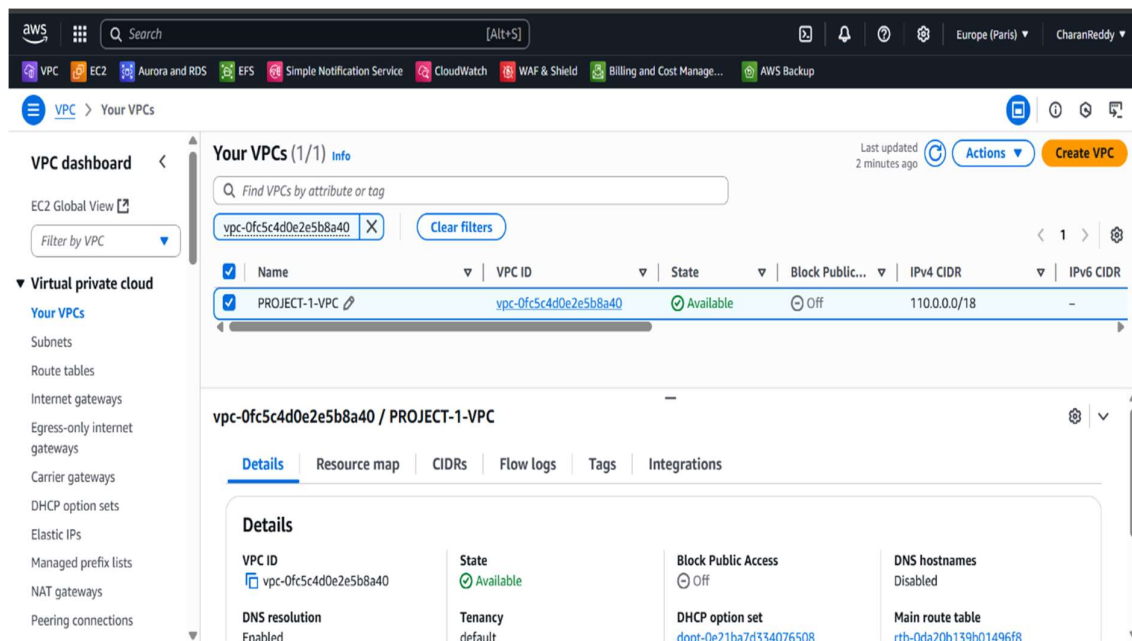 aws Search [Alt+S] Europe (Paris) CharanReddy
VPC EC2 Aurora and RDS EFS Simple Notification Service CloudWatch WAF & Shield Billing and Cost Manage... AWS Backup
VPC > Your VPCs
VPC dashboard
EC2 Global View
Filter by VPC
Virtual private cloud
Your VPCs
Subnets
Route tables
Internet gateways
Egress-only internet
gateways
Carrier gateways
DHCP option sets
Elastic IPs
Managed prefix lists
NAT gateways
Peering connections
Your VPCs (1/1) Info
Last updated
2 minutes ago
Actions
Create VPC
Find VPCs by attribute or tag
vpc-0fc5c4d0e2e5b8a40 X Clear filters
< 1 >
Name VPC ID State Block Public... IPv4 CIDR IPv6 CIDR
PROJECT-1-VPC vpc-0fc5c4d0e2e5b8a40 Available Off 110.0.0.0/18 –
vpc-0fc5c4d0e2e5b8a40 / PROJECT-1-VPC
Details Resource map CIDRs Flow logs Tags Integrations
Details
VPC ID State Block Public Access DNS hostnames
vpc-0fc5c4d0e2e5b8a40 Available Off Disabled
DNS resolution Tenancy DHCP option set Main route table
Enabled default dopt-0e21ba7d334076508 rtb-0da20b139b01496f8